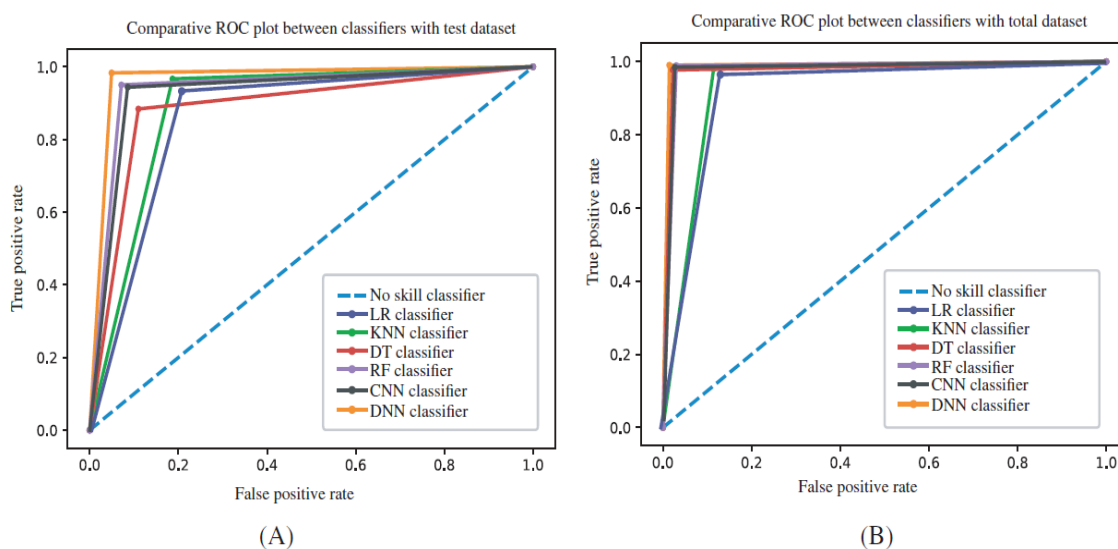 Comparative ROC plot between classifiers with test dataset
1.0
0.8
0.6
0.4
0.2
0.0
True positive rate
No skill classifier
LR classifier
KNN classifier
DT classifier
RF classifier
CNN classifier
DNN classifier
0.0 0.2 0.4 0.6 0.8 1.0
False positive rate
(A)
Comparative ROC plot between classifiers with total dataset
1.0
0.8
0.6
0.4
0.2
0.0
True positive rate
No skill classifier
LR classifier
KNN classifier
DT classifier
RF classifier
CNN classifier
DNN classifier
0.0 0.2 0.4 0.6 0.8 1.0
False positive rate
(B)